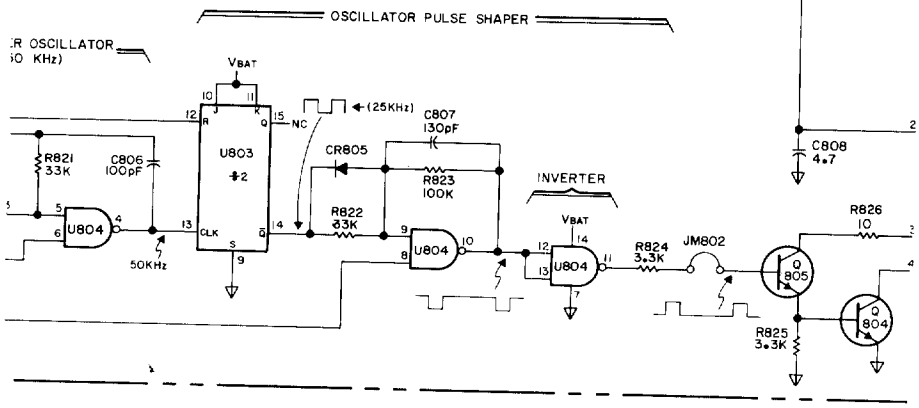 OSCILLATOR PULSE SHAPER
ER OSCILLATOR
50 KHz)
VBAT
10
11
J
K
12
R
Q
15
NC
(25KHz)
C807
130pF
2
C808
4.7
R821
33K
C806
100pF
U803
÷2
CR805
R823
100K
INVERTER
R822
33K
VBAT
R826
10
3
5
6
U804
4
13
CLK
Q
14
S
9
50KHz
9
8
U804
10
12
13
U804
14
11
7
R824
3.3K
JM802
Q
805
3
4
R825
3.3K
Q
804